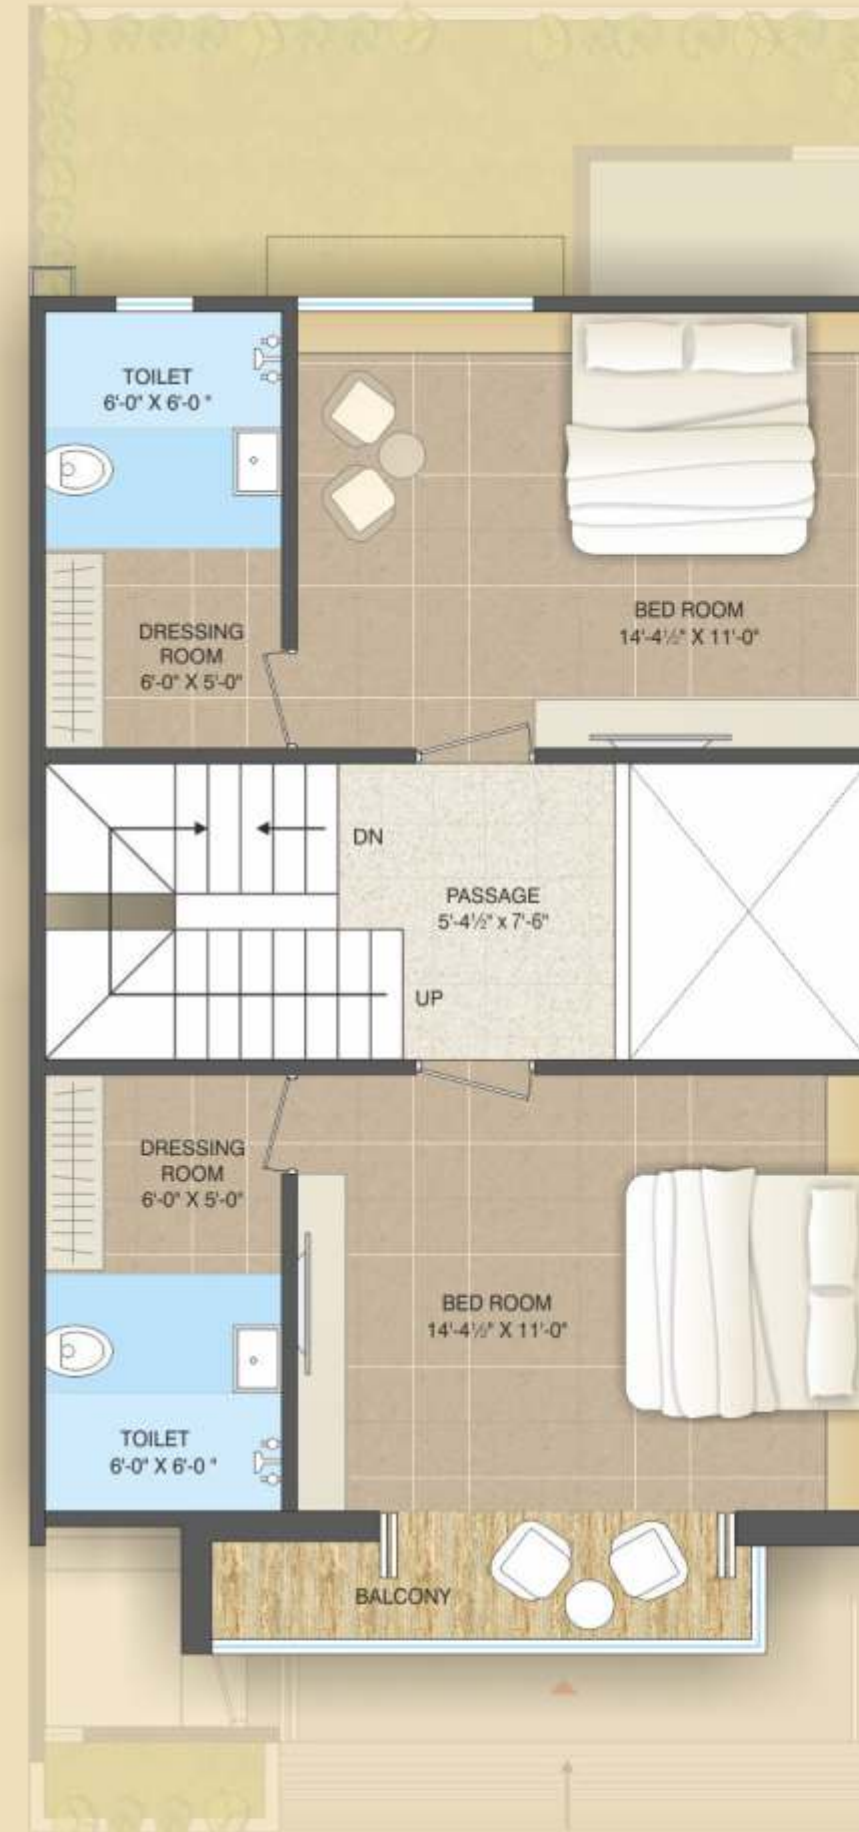 TOILET
6'-0" X 6'-0 "
DRESSING
ROOM
6'-0" X 5'-0"
BED ROOM
14'-4½" X 11'-0"
DN
PASSAGE
5'-4½" x 7'-6"
UP
DRESSING
ROOM
6'-0" X 5'-0"
BED ROOM
14'-4½" X 11'-0"
TOILET
6'-0" X 6'-0 "
BALCONY